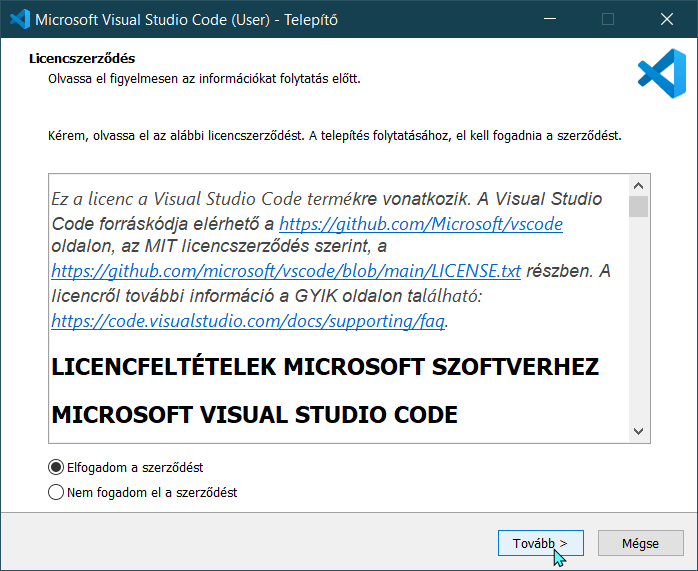 Microsoft Visual Studio Code (User) - Telepítő
Licencszerződés
Olvassa el figyelmesen az információkat folytatás előtt.
Kérem, olvassa el az alábbi licencszerződést. A telepítés folytatásához, el kell fogadnia a szerződést.
Ez a licenc a Visual Studio Code termékre vonatkozik. A Visual Studio
Code forráskódja elérhető a https://github.com/Microsoft/vscode
oldalon, az MIT licencszerződés szerint, a
https://github.com/microsoft/vscode/blob/main/LICENSE.txt részben. A
licencről további információ a GYIK oldalon található:
https://code.visualstudio.com/docs/supporting/faq.
LICENCFELTÉTELEK MICROSOFT SZOFTVERHEZ
MICROSOFT VISUAL STUDIO CODE
Elfogadom a szerződést
Nem fogadom el a szerződést
Tovább >
Mégse